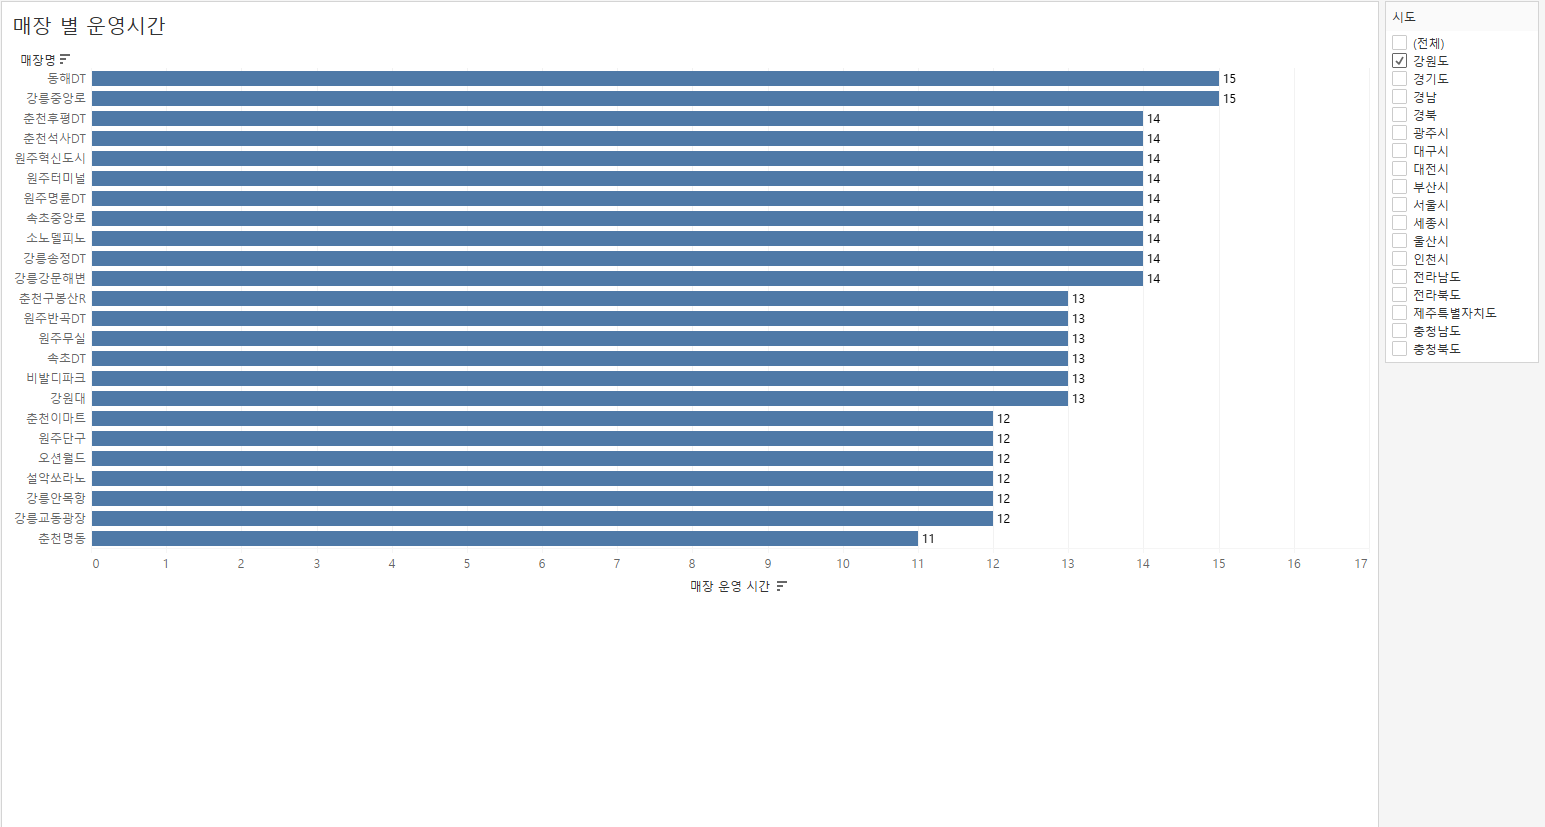 매장 별 운영시간
매장명
동해DT 15
강릉중앙로 15
춘천후평DT 14
춘천석사DT 14
원주혁신도시 14
원주터미널 14
원주명륜DT 14
속초중앙로 14
소노델피노 14
강릉송정DT 14
강릉강문해변 14
춘천구봉산R 13
원주반곡DT 13
원주무실 13
속초DT 13
비발디파크 13
강원대 13
춘천이마트 12
원주단구 12
오션월드 12
설악쏘라노 12
강릉안목항 12
강릉교동광장 12
춘천명동 11
0 1 2 3 4 5 6 7 8 9 10 11 12 13 14 15 16 17
매장 운영 시간
시도
(전체)
강원도
경기도
경남
경북
광주시
대구시
대전시
부산시
서울시
세종시
울산시
인천시
전라남도
전라북도
제주특별자치도
충청남도
충청북도